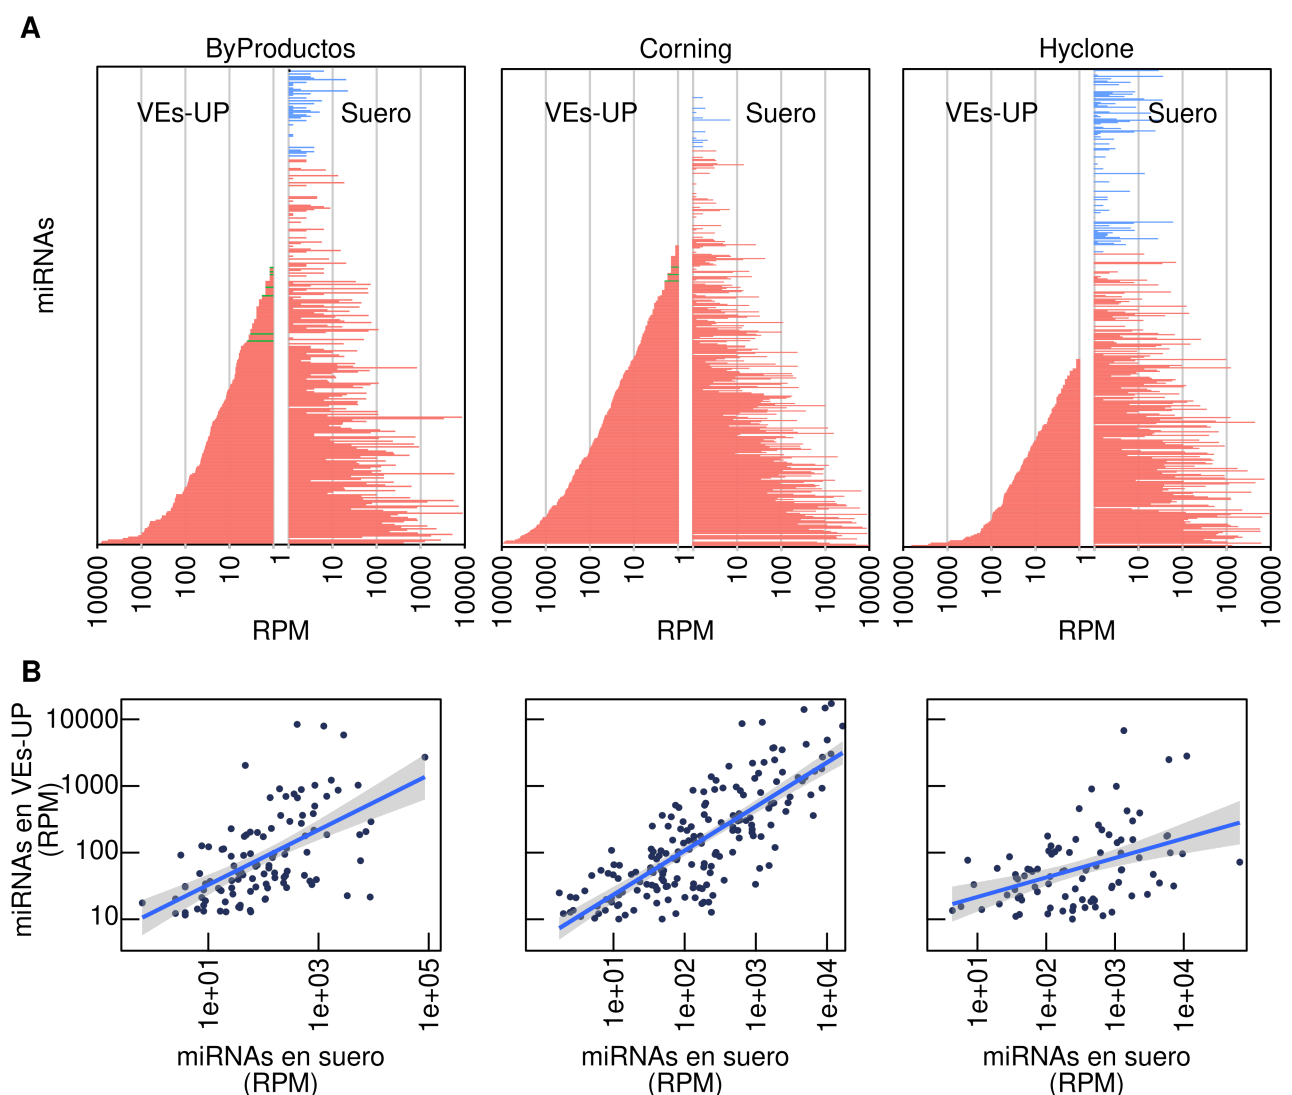 A
ByProductos
Corning
Hyclone
VEs-UP
Suero
VEs-UP
Suero
VEs-UP
Suero
miRNAs
10000
1000
100
10
1
10
100
1000
10000
10000
1000
100
10
1
10
100
1000
10000
10000
1000
100
10
1
10
100
1000
10000
RPM
RPM
RPM
B
miRNAs en VEs-UP
(RPM)
10000
1000
100
10
1e+01
1e+03
1e+05
1e+01
1e+02
1e+03
1e+04
1e+01
1e+02
1e+03
1e+04
miRNAs en suero
(RPM)
miRNAs en suero
(RPM)
miRNAs en suero
(RPM)